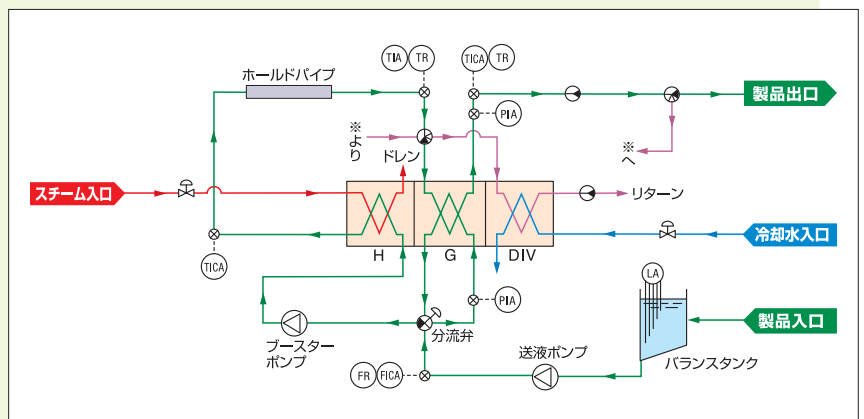 TIA
TR
TICA
TR
ホールドパイプ
製品出口
PIA
※より
ドレン
※へ
スチーム入口
リターン
冷却水入口
H
G
DIV
TICA
LA
PIA
製品入口
分流弁
ブースター
ポンプ
送液ポンプ
バランスタンク
FR
FICA